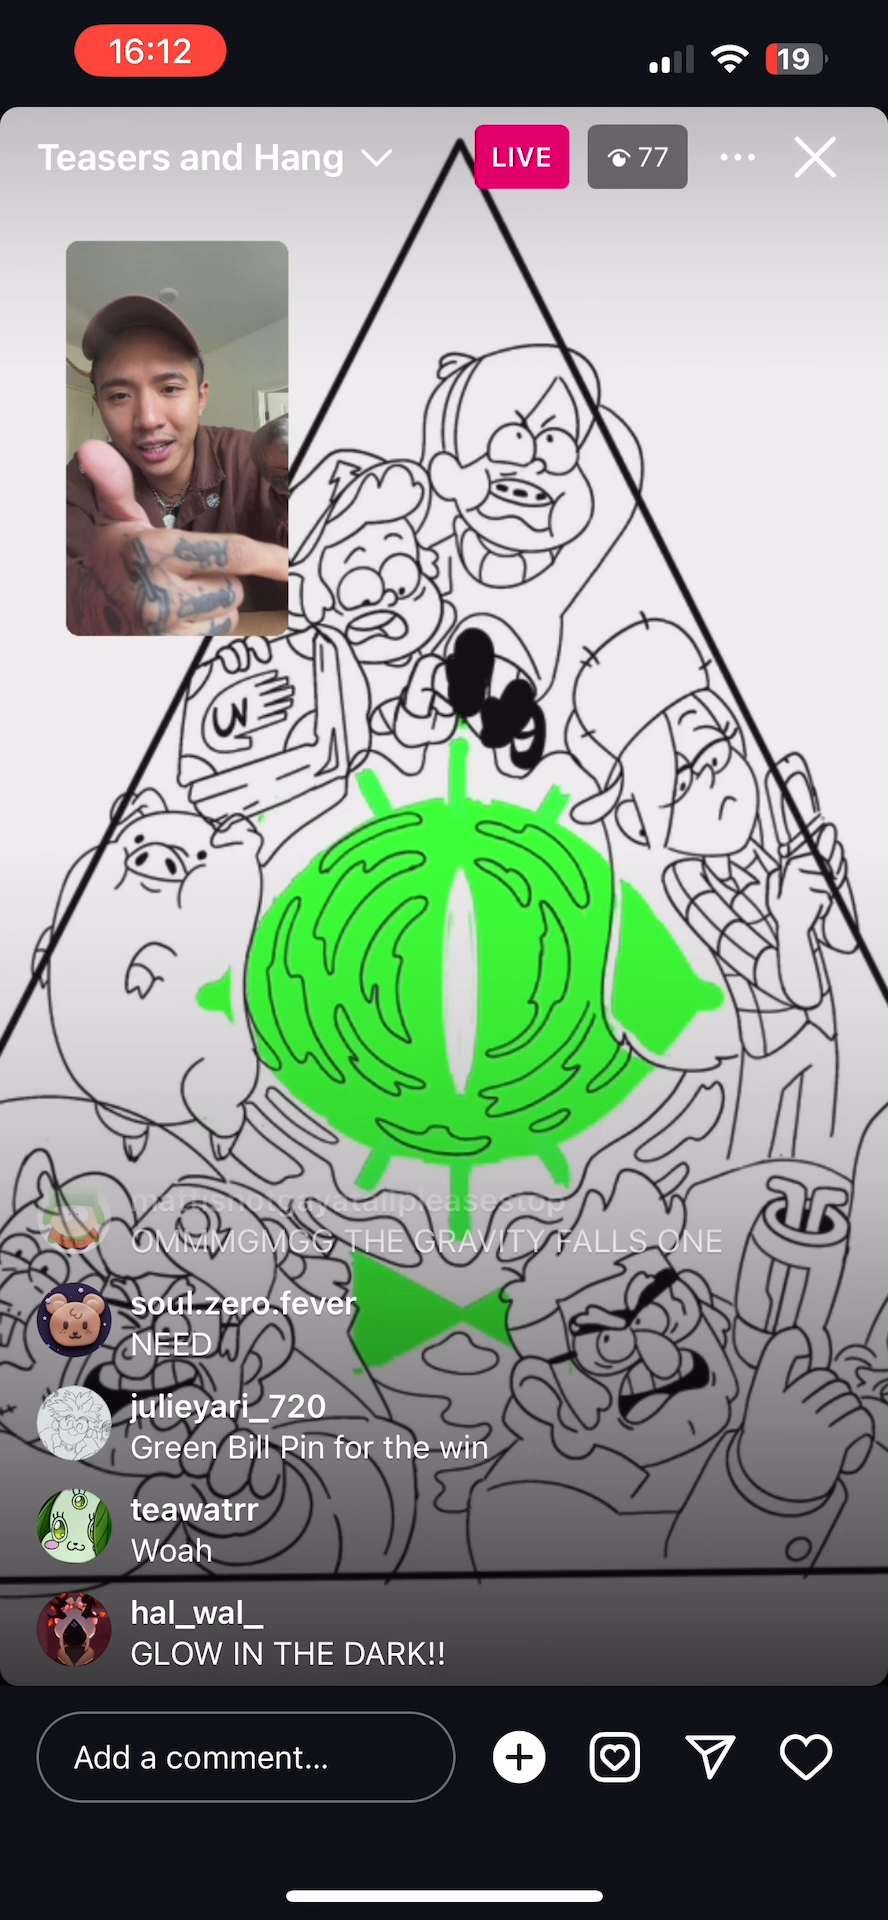 16:12
19
Teasers and Hang
LIVE
77
mattisnotgayatallpleasestop
OMMMGMGG THE GRAVITY FALLS ONE
soul.zero.fever
NEED
julieyari_720
Green Bill Pin for the win
teawatrr
Woah
hal_wal_
GLOW IN THE DARK!!
Add a comment...